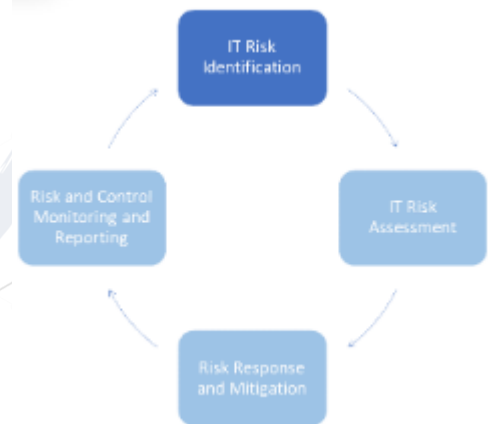 IT Risk
Identification
IT Risk
Assessment
Risk Response
and Mitigation
Risk and Control
Monitoring and
Reporting